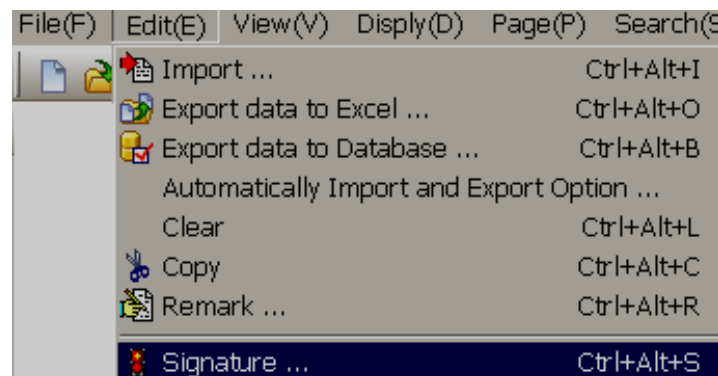 File(F) Edit(E) View(V) Disply(D) Page(P) Search(S
Import ... Ctrl+Alt+I
Export data to Excel ... Ctrl+Alt+O
Export data to Database ... Ctrl+Alt+B
Automatically Import and Export Option ...
Clear Ctrl+Alt+L
Copy Ctrl+Alt+C
Remark ... Ctrl+Alt+R
Signature ... Ctrl+Alt+S